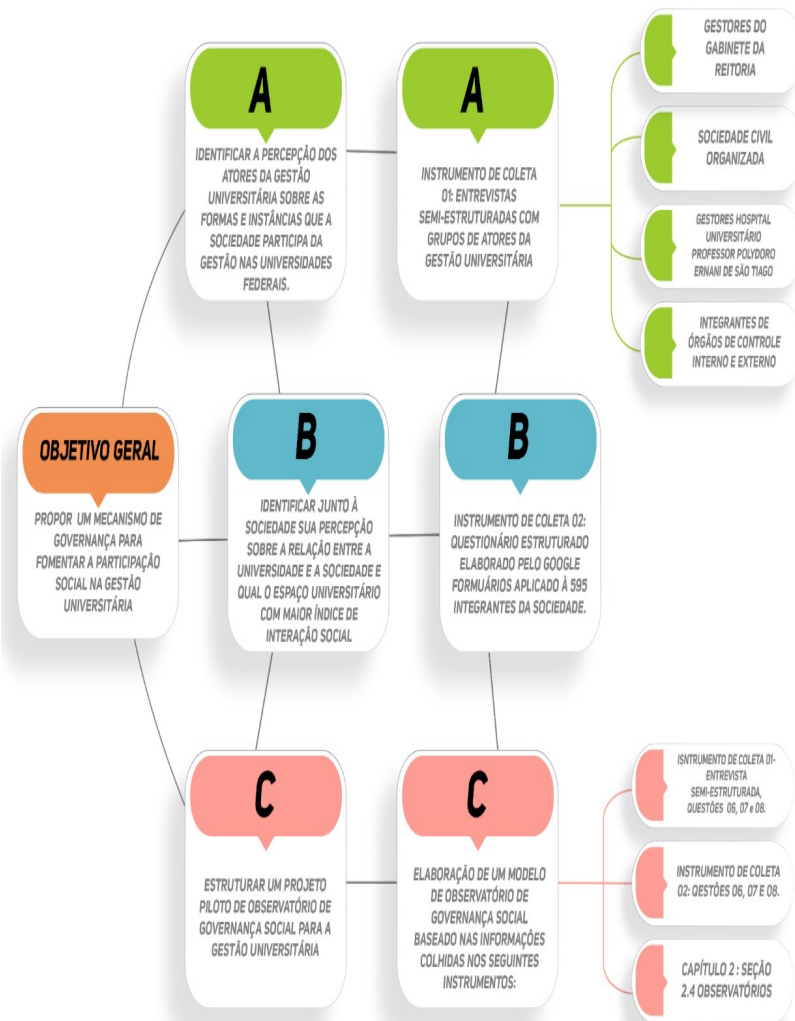 A
IDENTIFICAR A PERCEPÇÃO DOS
ATORES DA GESTÃO
UNIVERSITÁRIA SOBRE AS
FORMAS E INSTÂNCIAS QUE A
SOCIEDADE PARTICIPA DA
GESTÃO NAS UNIVERSIDADES
FEDERAIS.
A
INSTRUMENTO DE COLETA
01: ENTREVISTAS
SEMI-ESTRUTURADAS COM
GRUPOS DE ATORES DA
GESTÃO UNIVERSITÁRIA
GESTORES DO
GABINETE DA
REITORIA
SOCIEDADE CIVIL
ORGANIZADA
GESTORES HOSPITAL
UNIVERSITÁRIO
PROFESSOR POLYDORO
ERNANI DE SÃO TIAGO
INTEGRANTES DE
ÓRGÃOS DE CONTROLE
INTERNO E EXTERNO
OBJETIVO GERAL
PROPOR UM MECANISMO DE
GOVERNANÇA PARA
FOMENTAR A PARTICIPAÇÃO
SOCIAL NA GESTÃO
UNIVERSITÁRIA
B
IDENTIFICAR JUNTO À
SOCIEDADE SUA PERCEPÇÃO
SOBRE A RELAÇÃO ENTRE A
UNIVERSIDADE E A SOCIEDADE E
QUAL O ESPAÇO UNIVERSITÁRIO
COM MAIOR ÍNDICE DE
INTERAÇÃO SOCIAL
B
INSTRUMENTO DE COLETA 02:
QUESTIONÁRIO ESTRUTURADO
ELABORADO PELO GOOGLE
FORMUÁRIOS APLICADO À 595
INTEGRANTES DA SOCIEDADE.
C
ESTRUTURAR UM PROJETO
PILOTO DE OBSERVATÓRIO DE
GOVERNANÇA SOCIAL PARA A
GESTÃO UNIVERSITÁRIA
C
ELABORAÇÃO DE UM MODELO
DE OBSERVATÓRIO DE
GOVERNANÇA SOCIAL
BASEADO NAS INFORMAÇÕES
COLHIDAS NOS SEGUINTES
INSTRUMENTOS:
ISNTRUMENTO DE COLETA 01-
ENTREVISTA
SEMI-ESTRUTURADA,
QUESTÕES 06, 07 e 08.
INSTRUMENTO DE COLETA
02: QESTÕES 06, 07 E 08.
CAPÍTULO 2 : SEÇÃO
2.4 OBSERVATÓRIOS